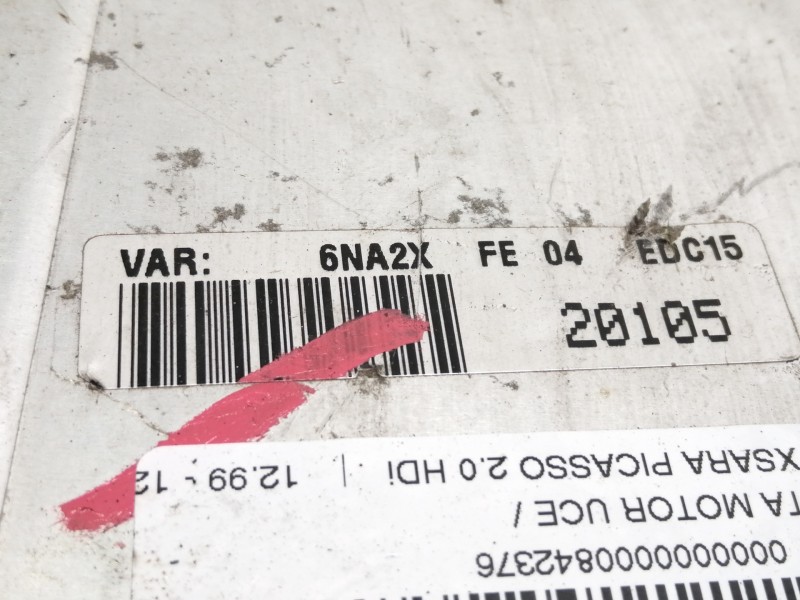 VAR: 6NA2X FE 04 EDC15
20105
0000000000842376
TA MOTOR UCE /
XSARA PICASSO 2.0 HDi | 12.99 - 12